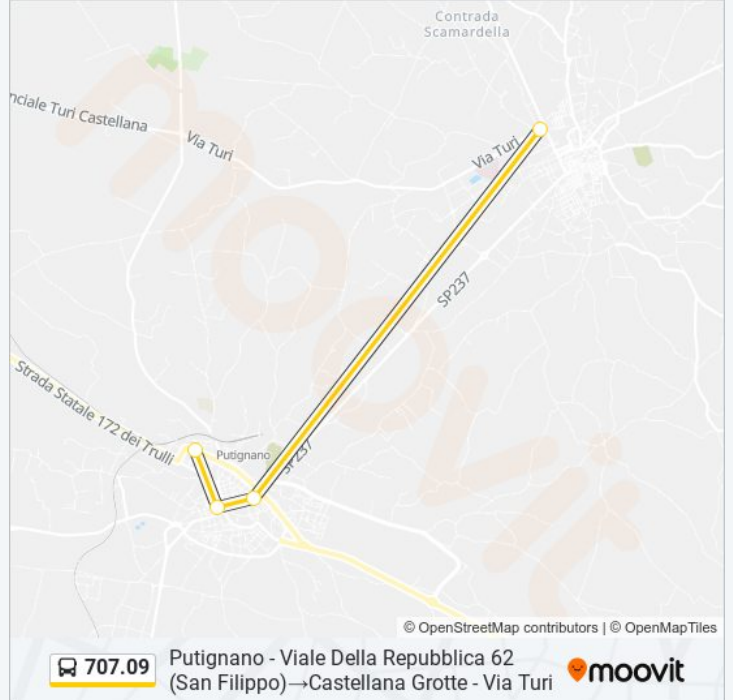 Contrada
Scamardella
nciale Turi Castellana
Via Turi
Via Turi
SP237
Strada Statale 172 dei Trulli
Putignano
SP237
moovit
© OpenStreetMap contributors | © OpenMapTiles
707.09
Putignano - Viale Della Repubblica 62
(San Filippo)→Castellana Grotte - Via Turi
moovit